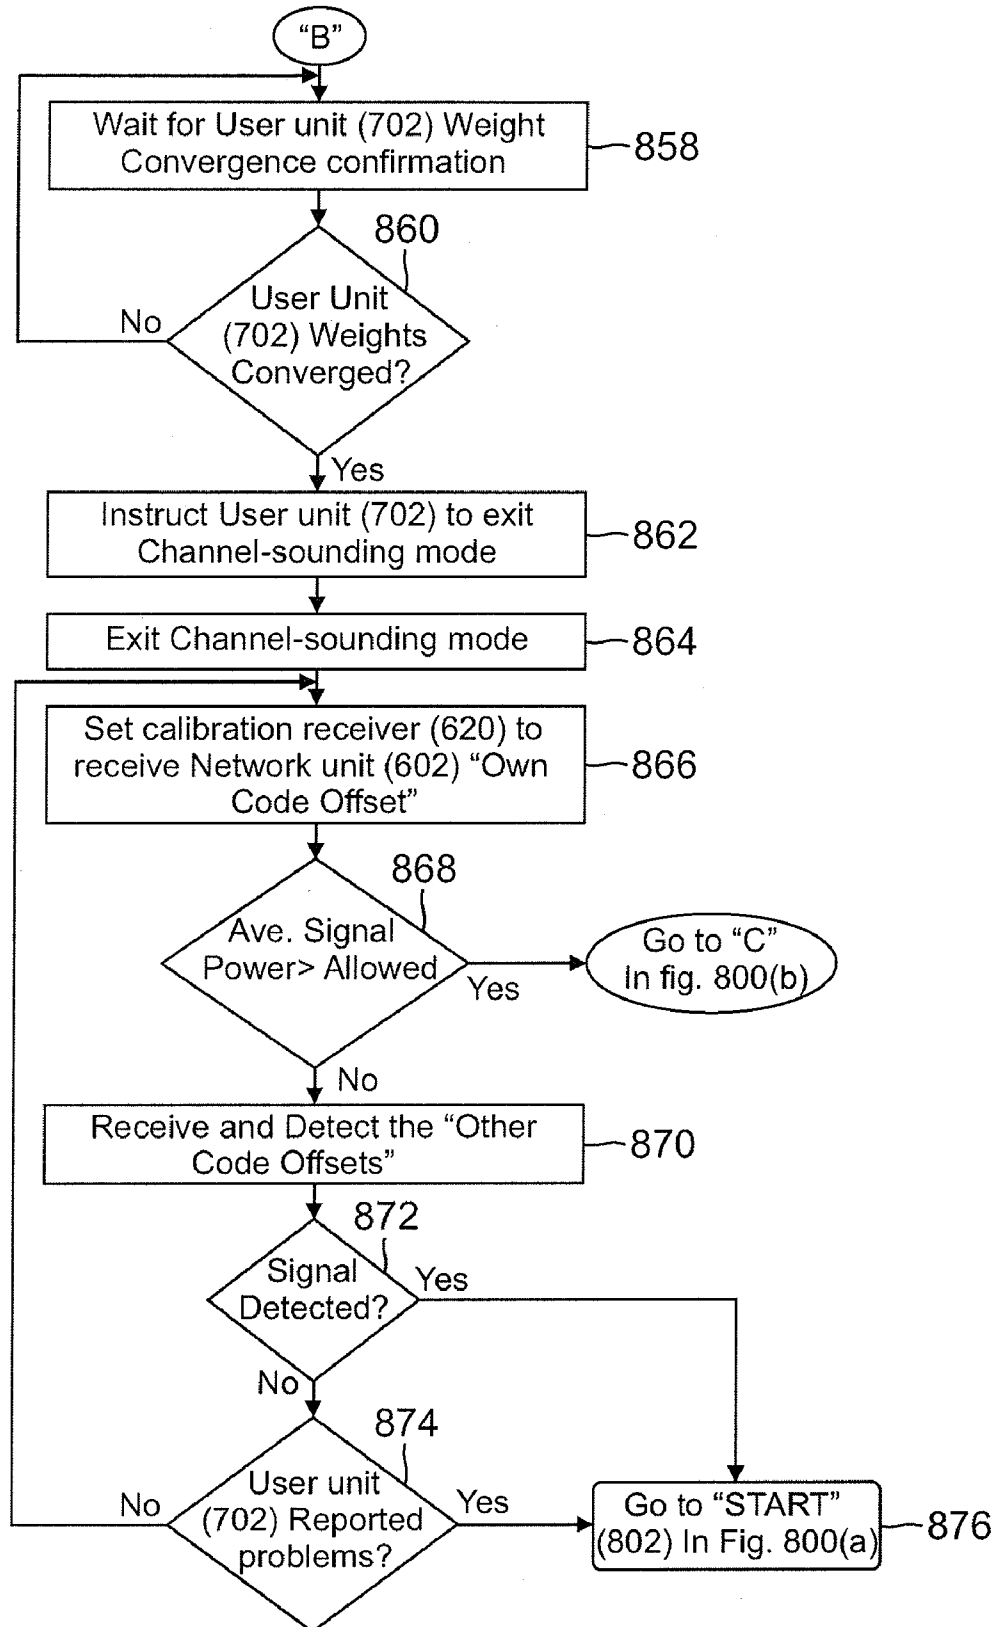 “B”
Wait for User unit (702) Weight
Convergence confirmation
858
860
User Unit
(702) Weights
Converged?
No
Yes
Instruct User unit (702) to exit
Channel-sounding mode
862
Exit Channel-sounding mode
864
Set calibration receiver (620) to
receive Network unit (602) “Own
Code Offset”
866
868
Ave. Signal
Power> Allowed
Yes
Go to “C”
In fig. 800(b)
No
Receive and Detect the “Other
Code Offsets”
870
872
Signal
Detected?
Yes
No
874
User unit
(702) Reported
problems?
No
Yes
Go to “START”
(802) In Fig. 800(a)
876